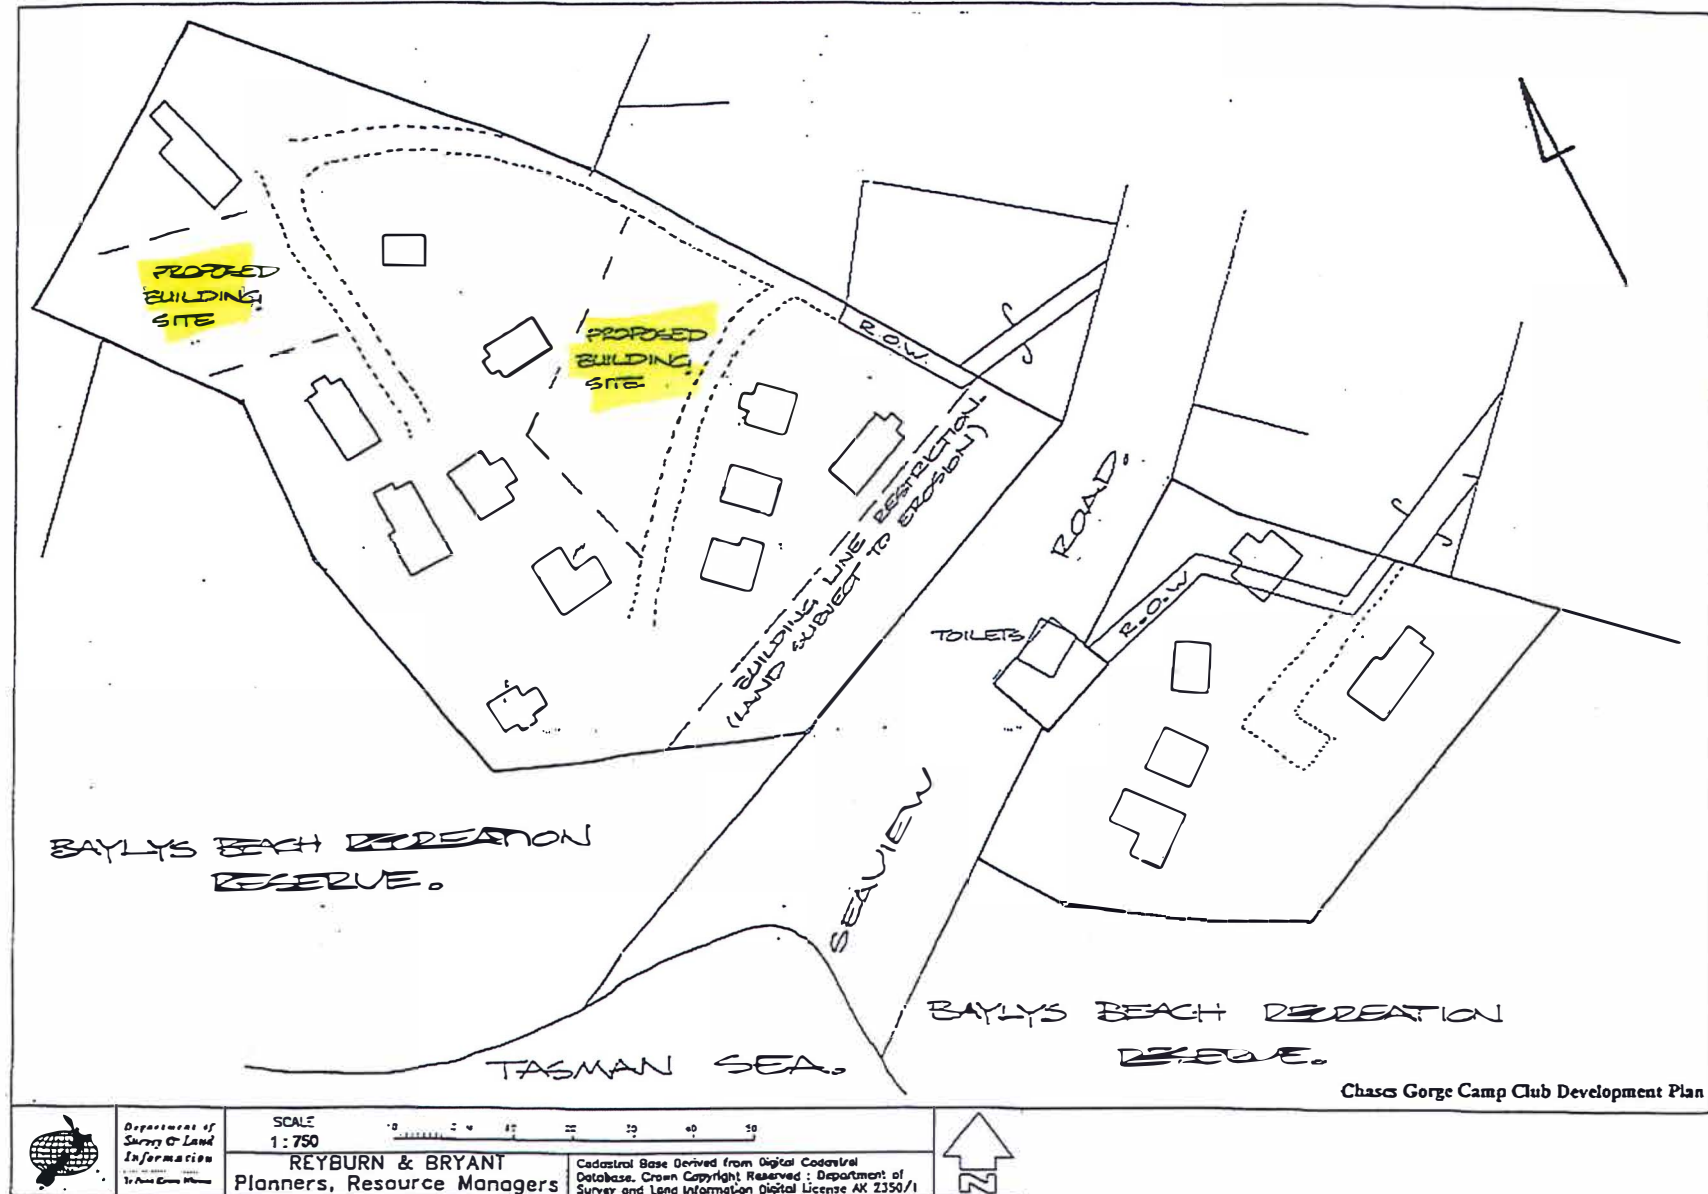 PROPOSED
BUILDING
SITE
PROPOSED
BUILDING
SITE
R.O.W.
BUILDING LINE RESTRICTION.
(LAND SUBJECT TO EROSION)
ROAD.
R.O.W
TOILETS
SEAVIEW
BAYLYS BEACH RECREATION
RESERVE.
BAYLYS BEACH RECREATION
RESERVE.
TASMAN SEA.
Chases Gorge Camp Club Development Plan
Department of
Survey & Land
Information
SCALE
1:750
REYBURN & BRYANT
Planners, Resource Managers
Cadastral Base Derived from Digital Cadastral
Database. Crown Copyright Reserved : Department of
Survey and Land Information Digital License AK 2350/1
N